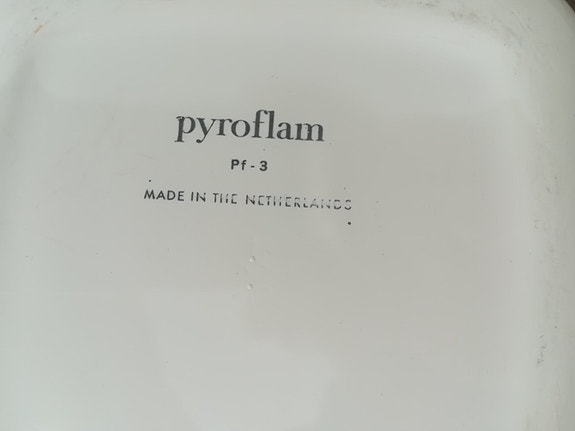 pyroflam
Pf-3
MADE IN THE NETHERLANDS